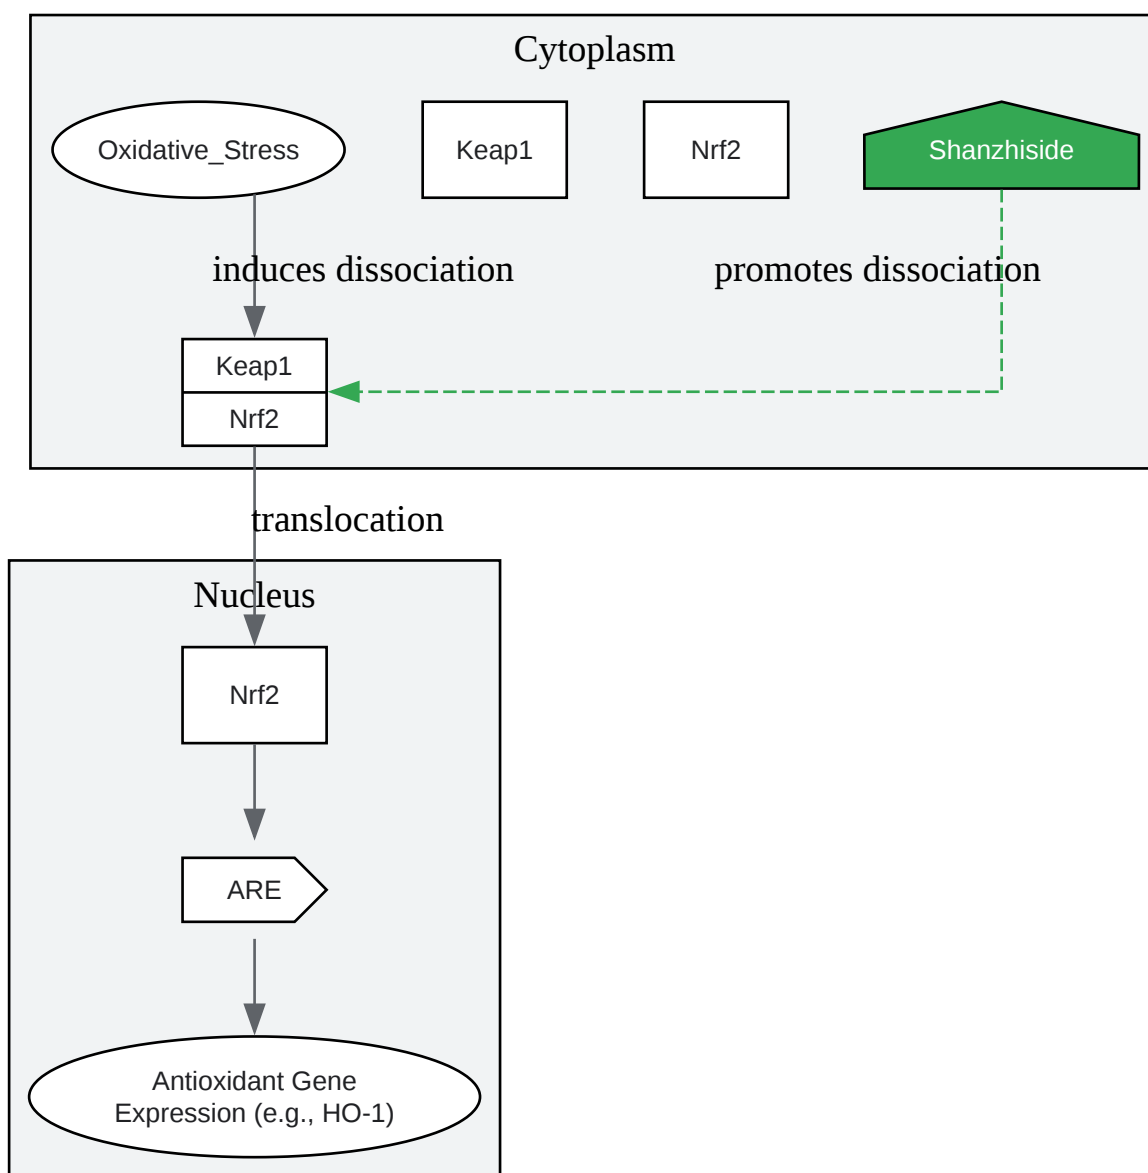 Cytoplasm
Oxidative_Stress
Keap1
Nrf2
Shanzhiside
induces dissociation
promotes dissociation
Keap1
Nrf2
translocation
Nucleus
Nrf2
ARE
Antioxidant Gene
Expression (e.g., HO-1)